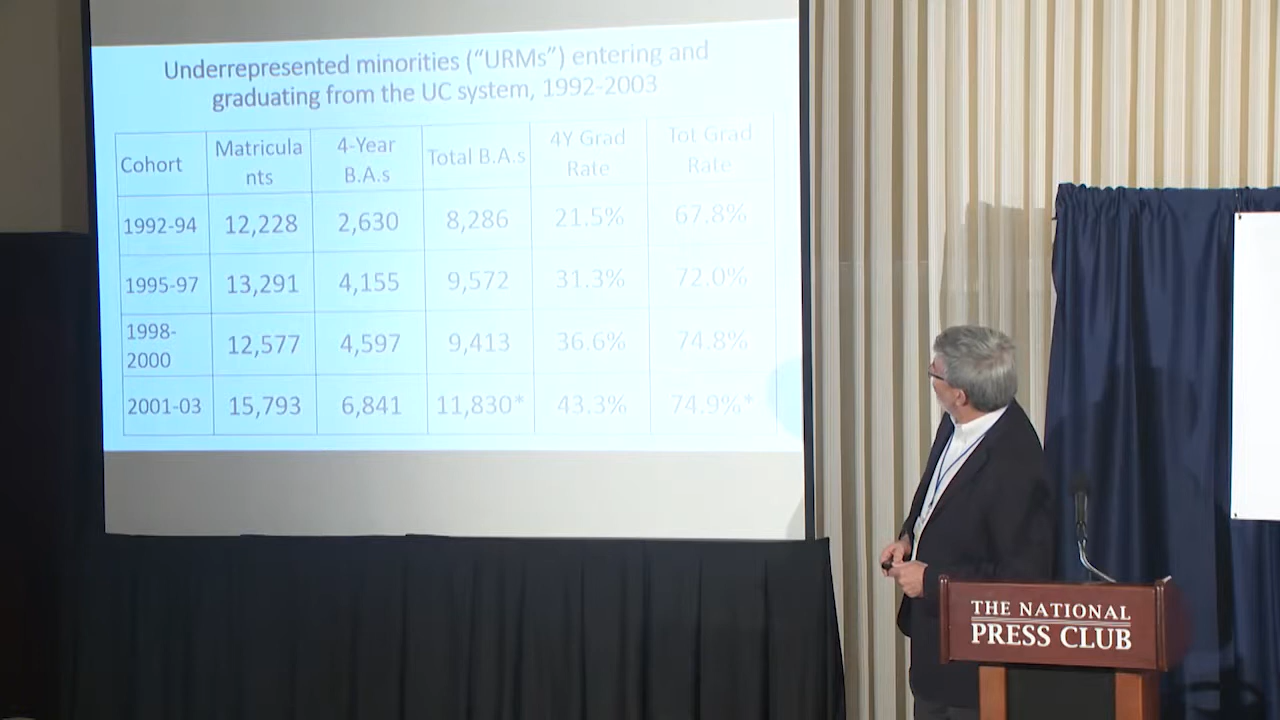 Underrepresented minorities (“URMs”) entering and
graduating from the UC system, 1992-2003
Cohort Matricula 4-Year Total B.A.s 4Y Grad Tot Grad
nts B.A.s Rate Rate
1992-94 12,228 2,630 8,286 21.5% 67.8%
1995-97 13,291 4,155 9,572 31.3% 72.0%
1998-
2000 12,577 4,597 9,413 36.6% 74.8%
2001-03 15,793 6,841 11,830* 43.3% 74.9%*
THE NATIONAL
PRESS CLUB